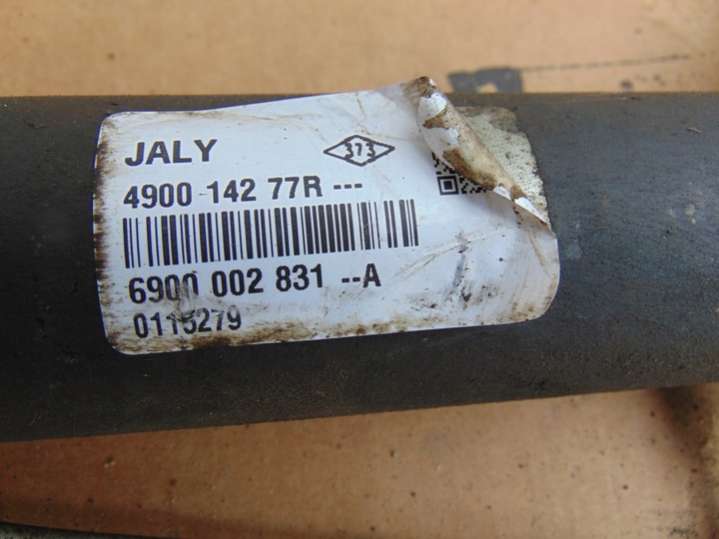 JALY 373
4900 142 77R ---
6900 002 831 --A
0115279